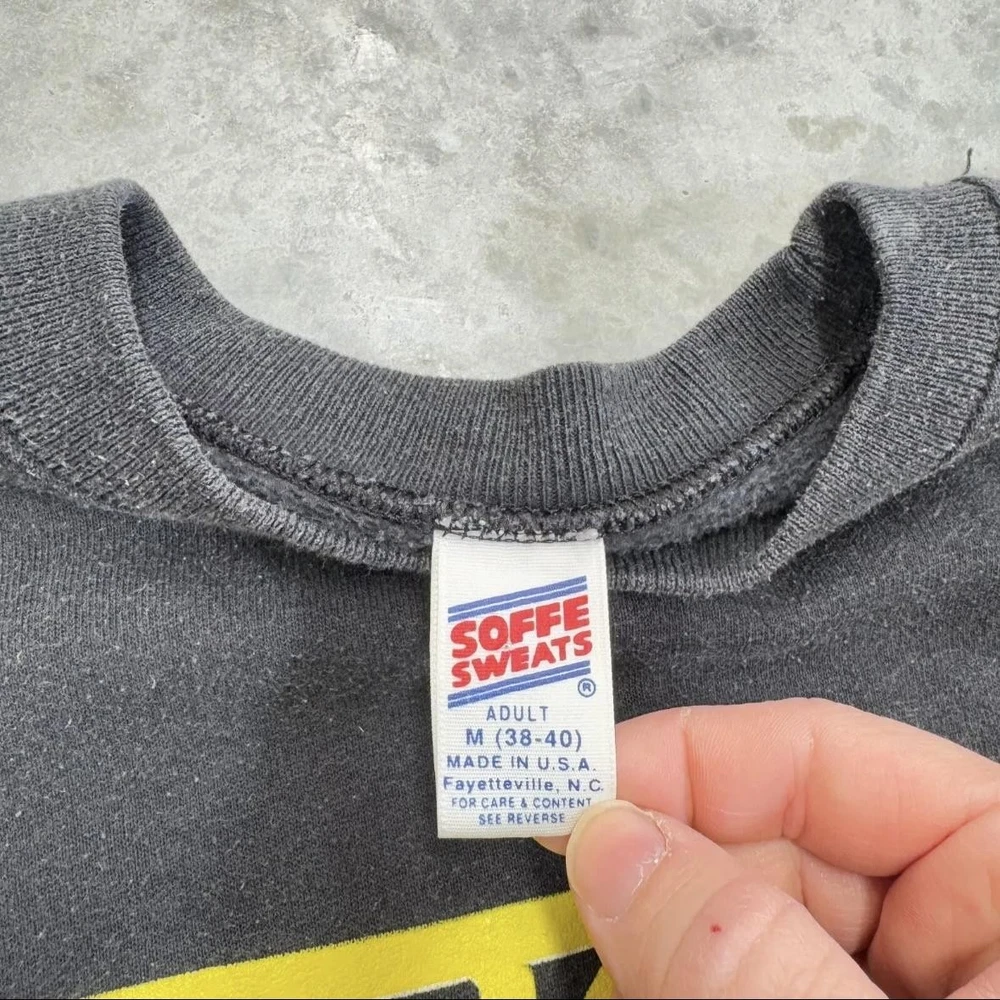 SOFFE
SWEATS
®
ADULT
M (38-40)
MADE IN U.S.A.
Fayetteville, N.C.
FOR CARE & CONTENT
SEE REVERSE